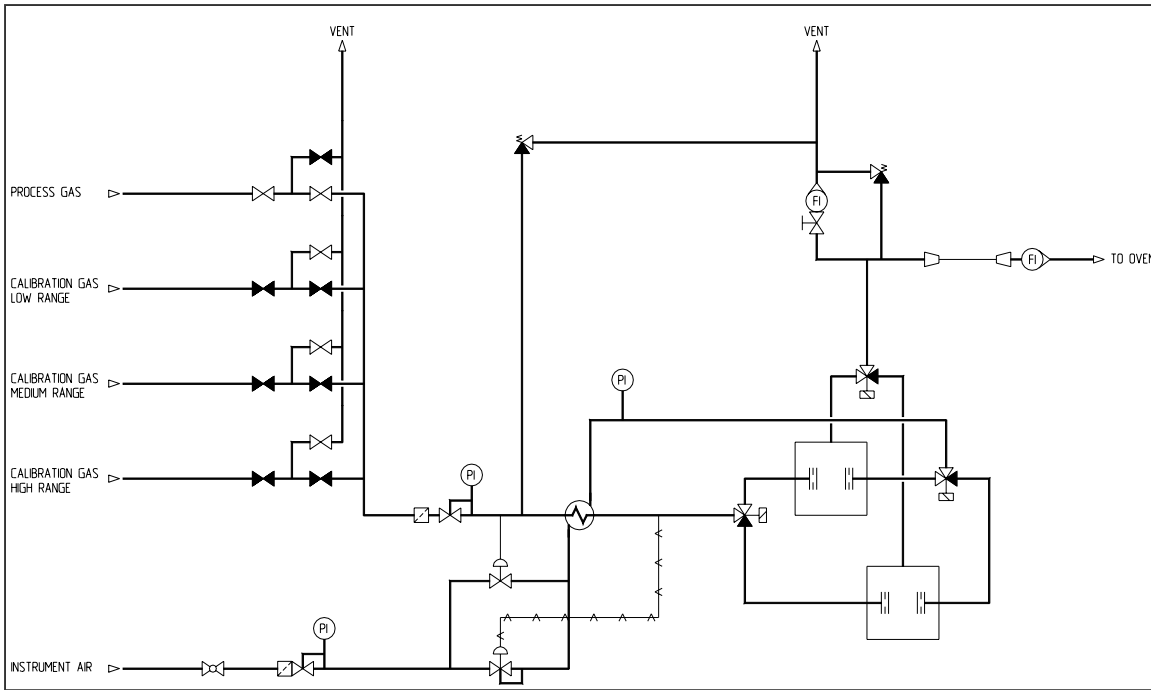 VENT
VENT
PROCESS GAS
FI
CALIBRATION GAS
LOW RANGE
FI
TO OVEN
CALIBRATION GAS
MEDIUM RANGE
PI
CALIBRATION GAS
HIGH RANGE
PI
PI
INSTRUMENT AIR